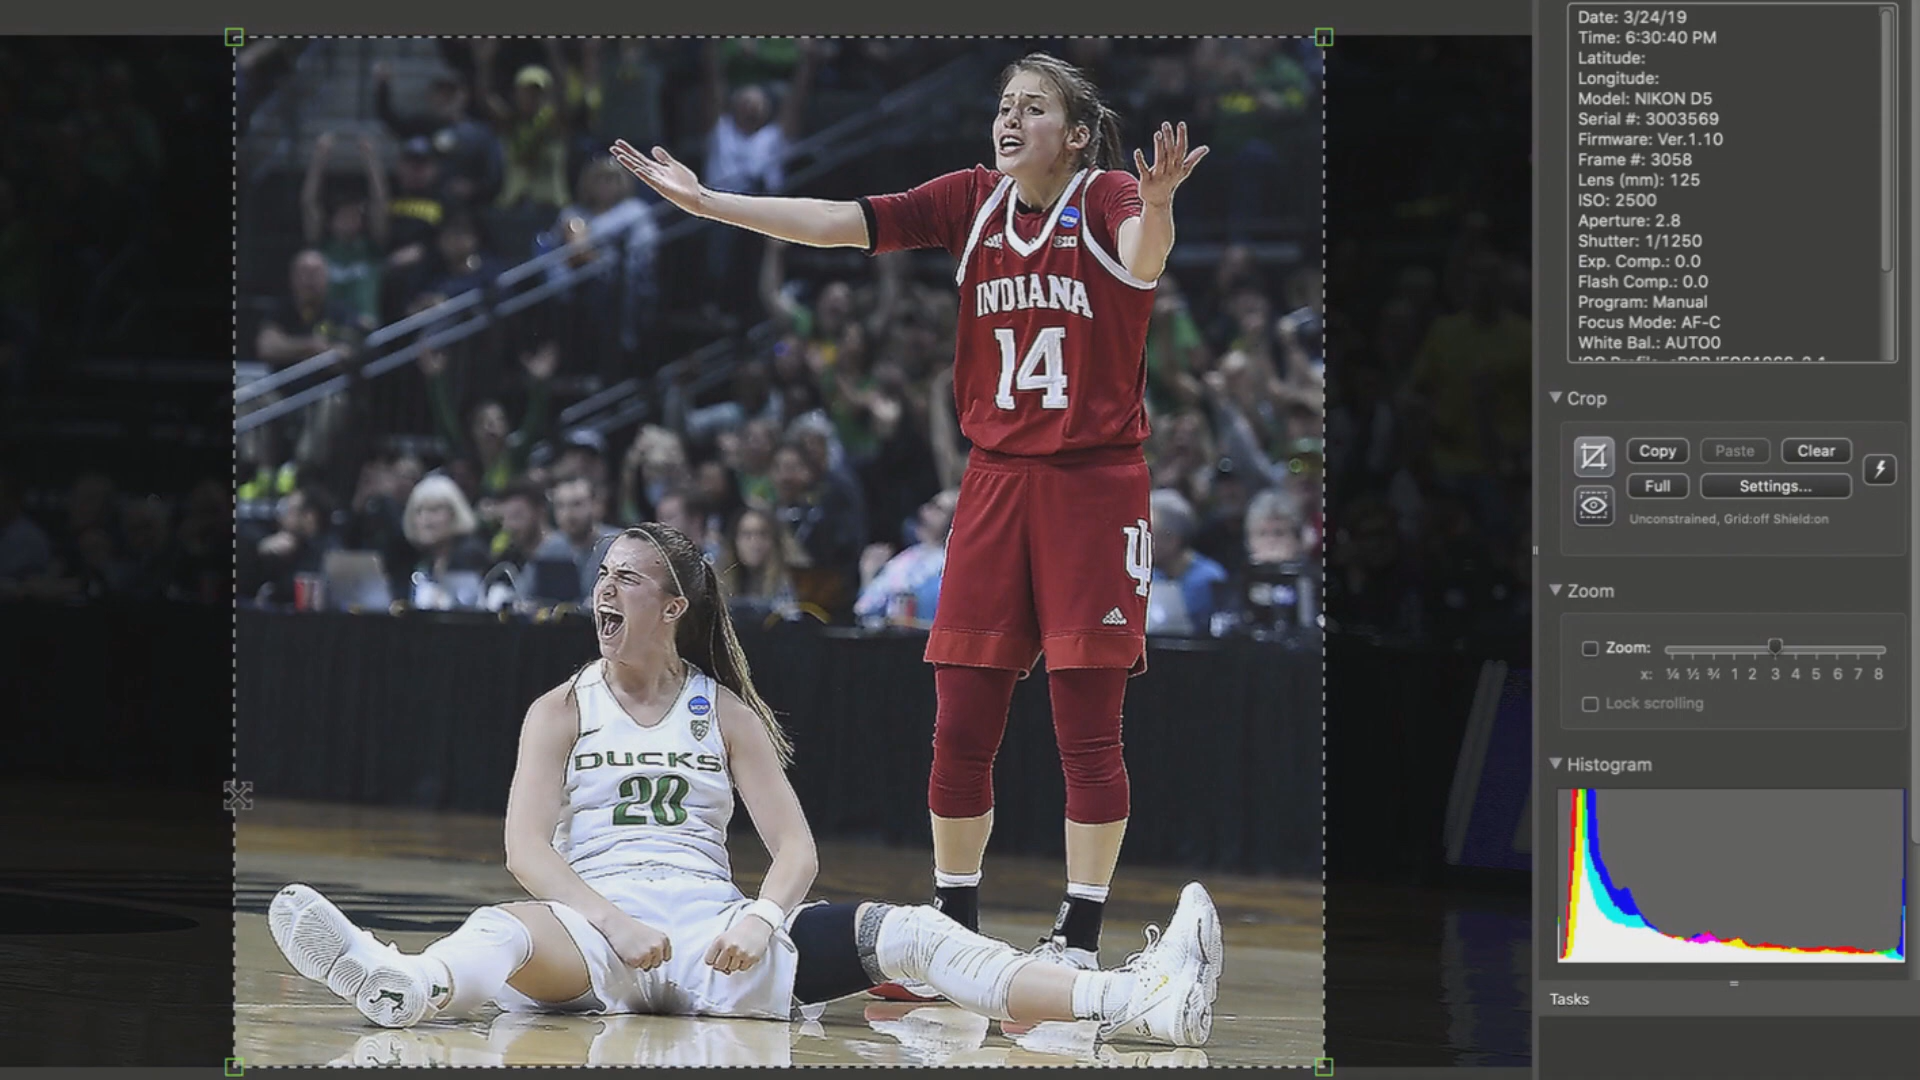 INDIANA
14
DUCKS
20
Date: 3/24/19
Time: 6:30:40 PM
Latitude:
Longitude:
Model: NIKON D5
Serial #: 3003569
Firmware: Ver.1.10
Frame #: 3058
Lens (mm): 125
ISO: 2500
Aperture: 2.8
Shutter: 1/1250
Exp. Comp.: 0.0
Flash Comp.: 0.0
Program: Manual
Focus Mode: AF-C
White Bal.: AUTO0
Crop
Copy Paste Clear
Full Settings...
Unconstrained, Grid:off Shield:on
Zoom
Zoom:
x: ¼ ½ ¾ 1 2 3 4 5 6 7 8
Lock scrolling
Histogram
Tasks